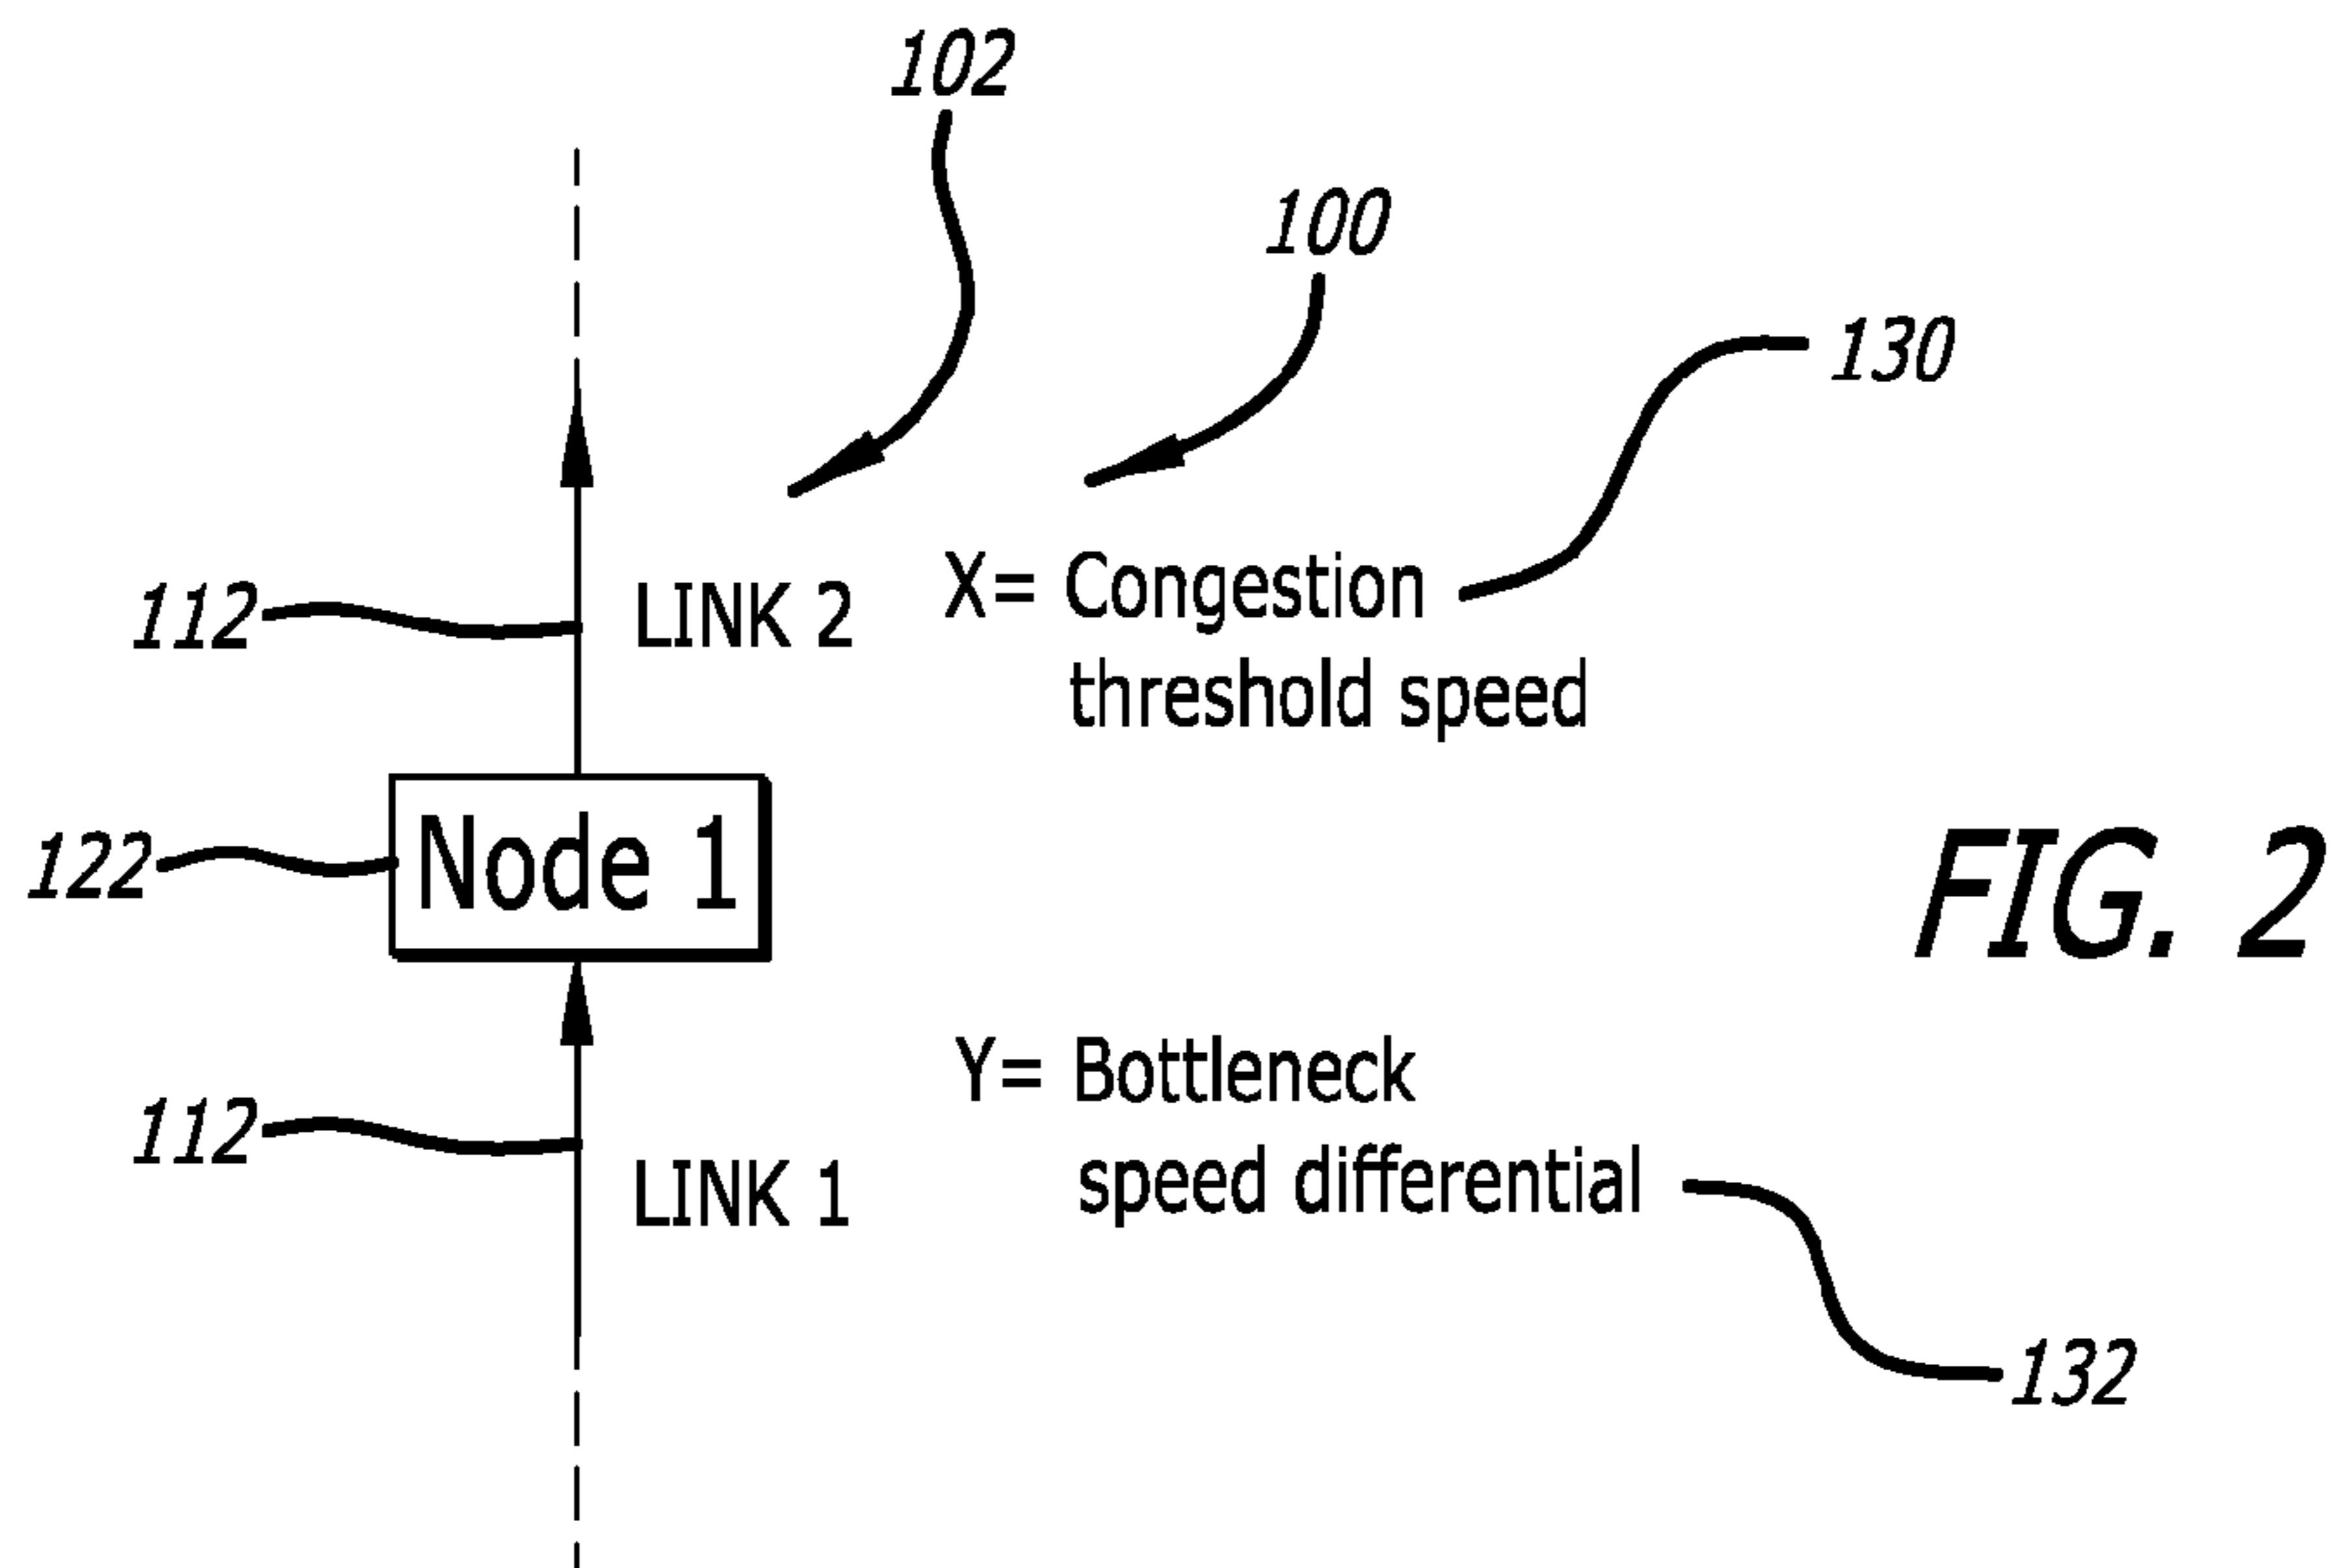 102
100
130
112
LINK 2
X= Congestion
threshold speed
122
Node 1
FIG. 2
Y= Bottleneck
speed differential
112
LINK 1
132